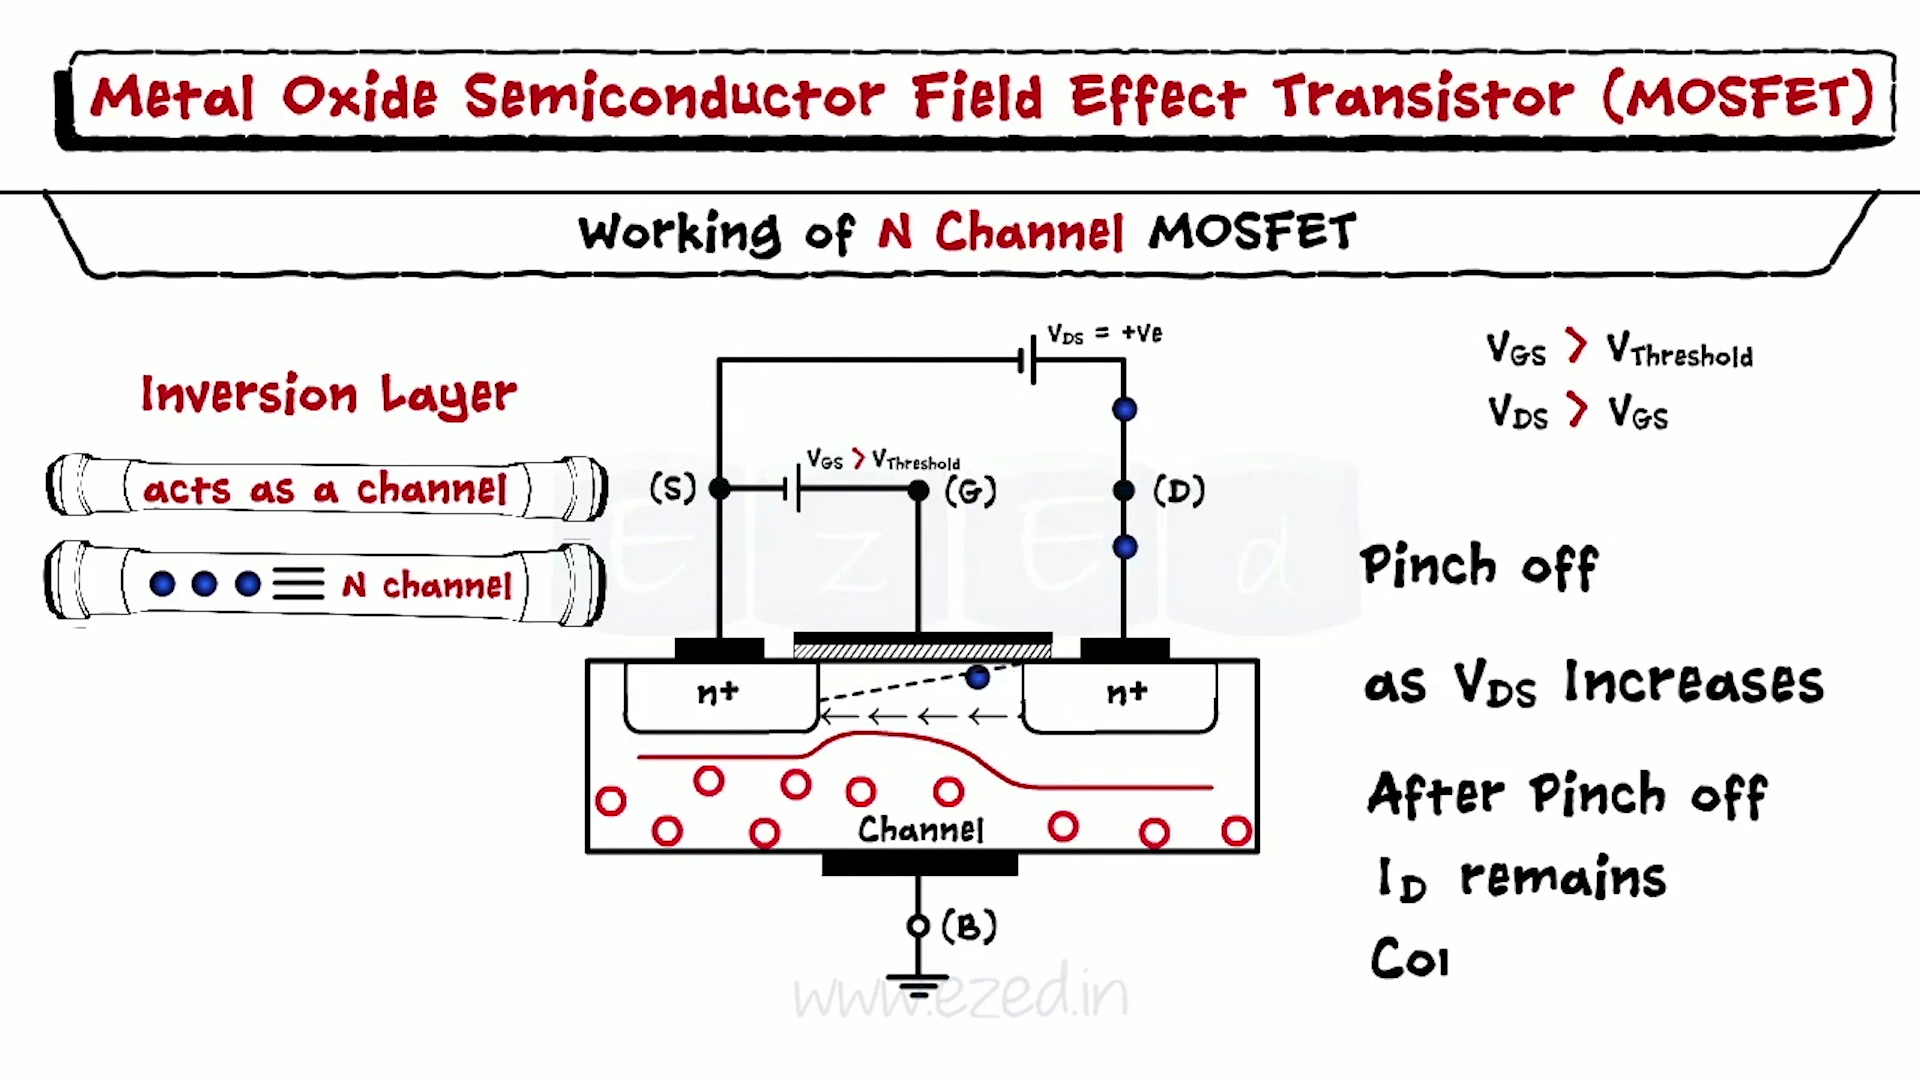 Metal Oxide Semiconductor Field Effect Transistor (MOSFET)
Working of N Channel MOSFET
VDS = +Ve
VGS > VThreshold
VDS > VGS
Inversion Layer
acts as a channel
N channel
VGS > VThreshold
(S)
(G)
(D)
E z E d
Pinch off
as VDS Increases
After Pinch off
ID remains
n+
n+
Channel
(B)
www.ezed.in